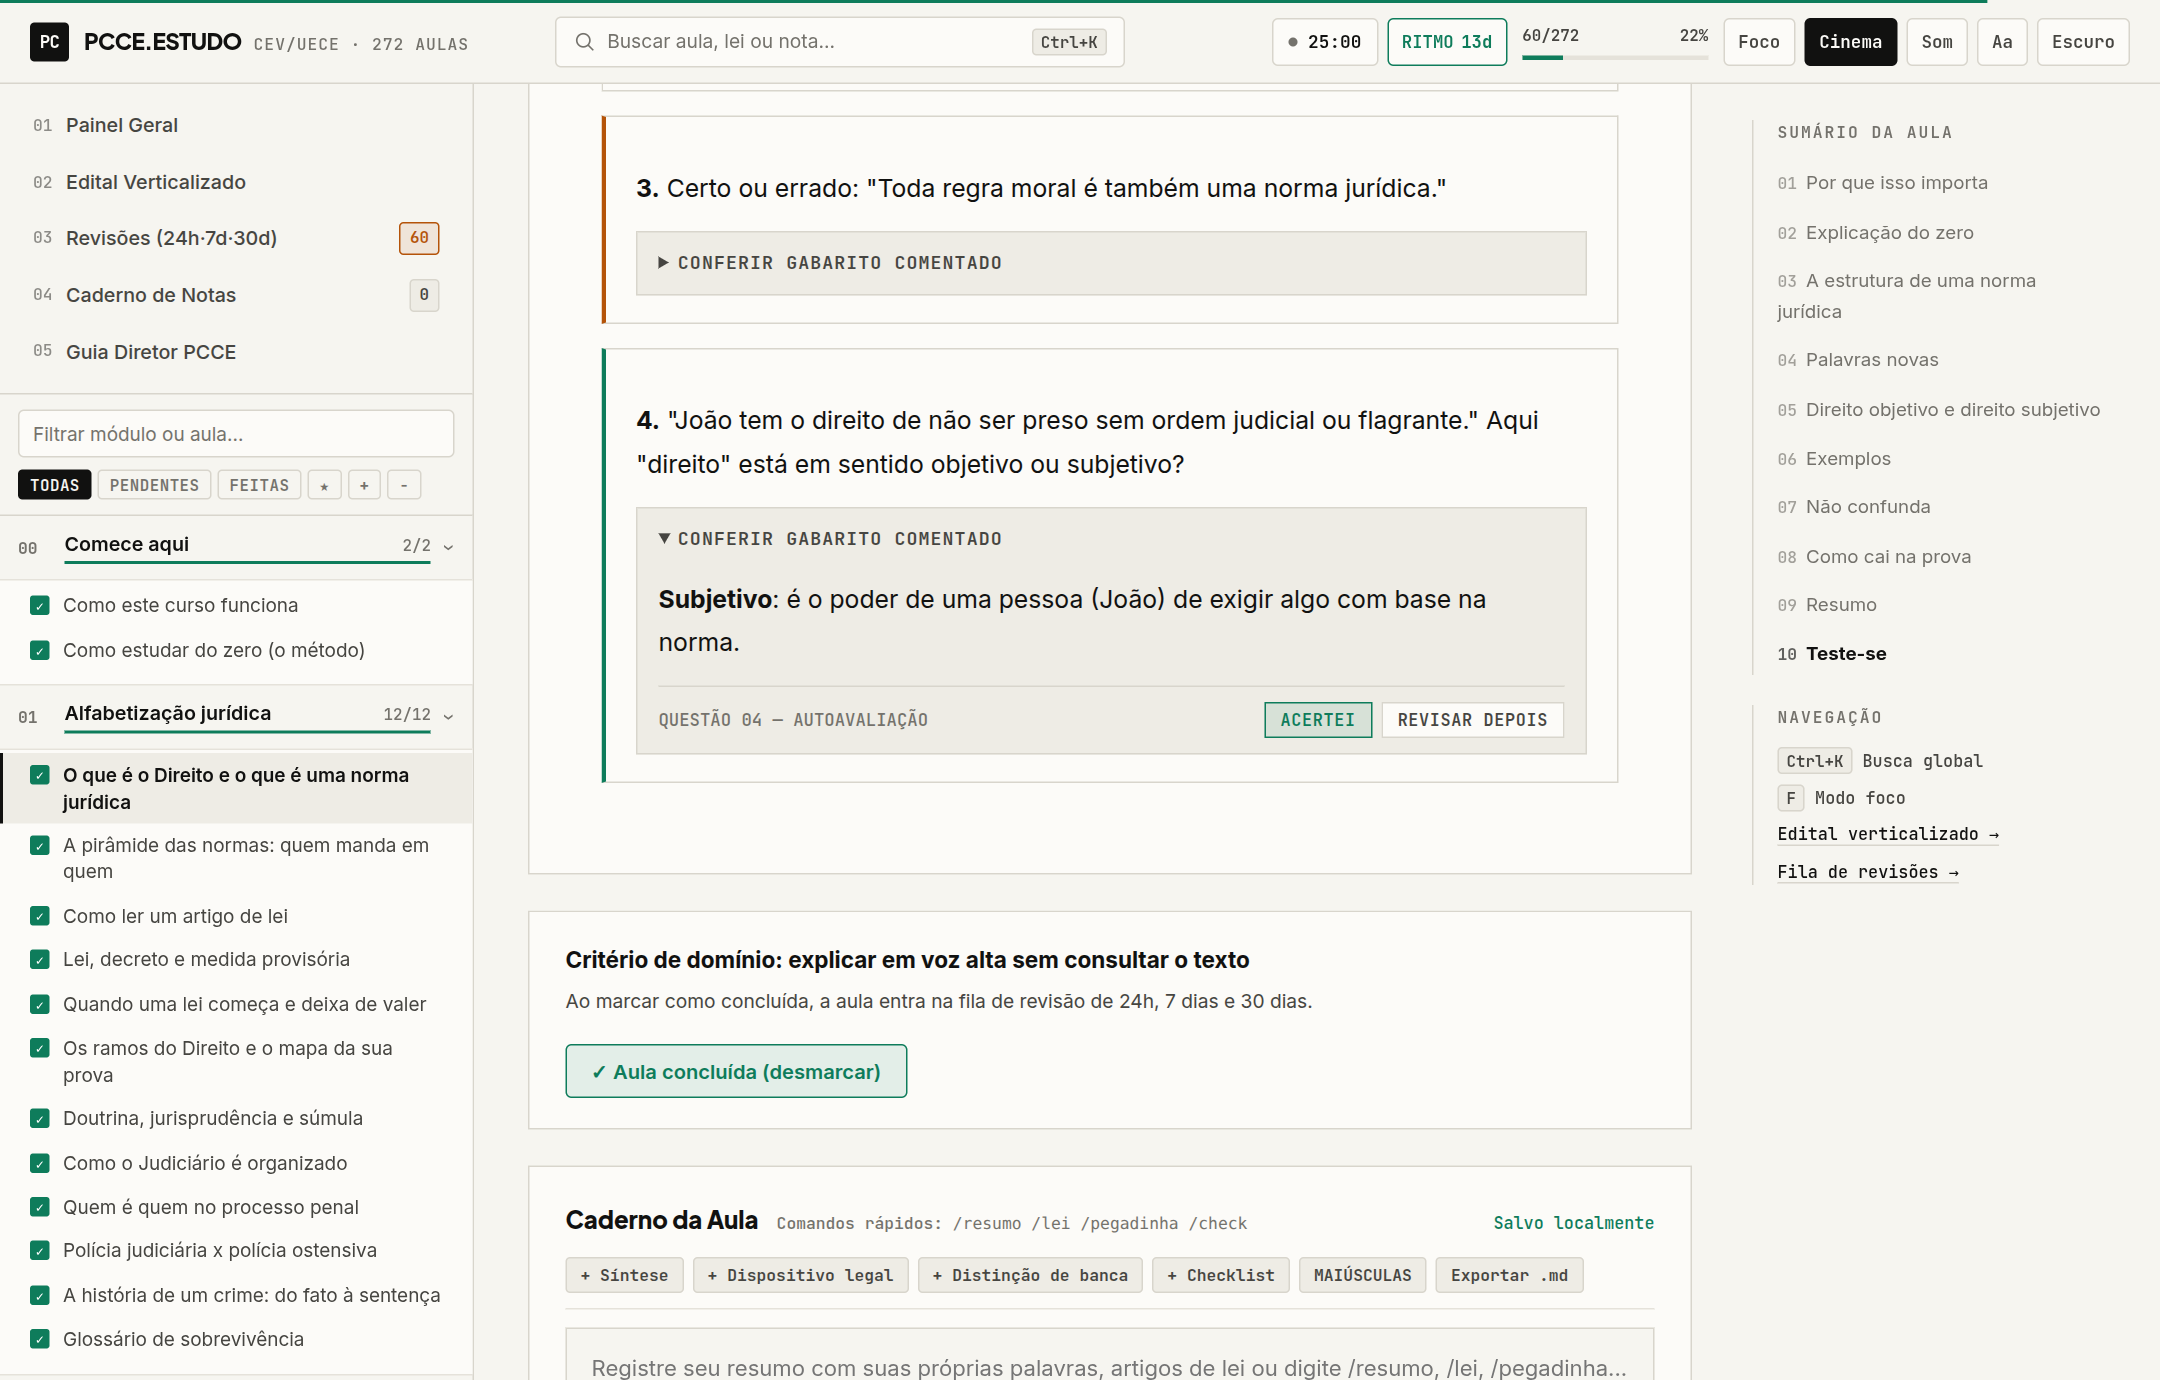 PC PCCE.ESTUDO CEV/UECE · 272 AULAS
Buscar aula, lei ou nota... Ctrl+K
25:00 RITMO 13d 60/272 22% Foco Cinema Som Aa Escuro
01 Painel Geral
02 Edital Verticalizado
03 Revisões (24h·7d·30d) 60
04 Caderno de Notas 0
05 Guia Diretor PCCE
Filtrar módulo ou aula...
TODAS PENDENTES FEITAS ★ + -
00 Comece aqui 2/2
✓ Como este curso funciona
✓ Como estudar do zero (o método)
01 Alfabetização jurídica 12/12
✓ O que é o Direito e o que é uma norma
jurídica
✓ A pirâmide das normas: quem manda em
quem
✓ Como ler um artigo de lei
✓ Lei, decreto e medida provisória
✓ Quando uma lei começa e deixa de valer
✓ Os ramos do Direito e o mapa da sua
prova
✓ Doutrina, jurisprudência e súmula
✓ Como o Judiciário é organizado
✓ Quem é quem no processo penal
✓ Polícia judiciária x polícia ostensiva
✓ A história de um crime: do fato à sentença
✓ Glossário de sobrevivência
3. Certo ou errado: "Toda regra moral é também uma norma jurídica."
▶ CONFERIR GABARITO COMENTADO
4. "João tem o direito de não ser preso sem ordem judicial ou flagrante." Aqui
"direito" está em sentido objetivo ou subjetivo?
▼ CONFERIR GABARITO COMENTADO
Subjetivo: é o poder de uma pessoa (João) de exigir algo com base na
norma.
QUESTÃO 04 — AUTOAVALIAÇÃO ACERTEI REVISAR DEPOIS
Critério de domínio: explicar em voz alta sem consultar o texto
Ao marcar como concluída, a aula entra na fila de revisão de 24h, 7 dias e 30 dias.
✓ Aula concluída (desmarcar)
Caderno da Aula Comandos rápidos: /resumo /lei /pegadinha /check Salvo localmente
+ Síntese + Dispositivo legal + Distinção de banca + Checklist MAIÚSCULAS Exportar .md
Registre seu resumo com suas próprias palavras, artigos de lei ou digite /resumo, /lei, /pegadinha...
SUMÁRIO DA AULA
01 Por que isso importa
02 Explicação do zero
03 A estrutura de uma norma
jurídica
04 Palavras novas
05 Direito objetivo e direito subjetivo
06 Exemplos
07 Não confunda
08 Como cai na prova
09 Resumo
10 Teste-se
NAVEGAÇÃO
Ctrl+K Busca global
F Modo foco
Edital verticalizado →
Fila de revisões →